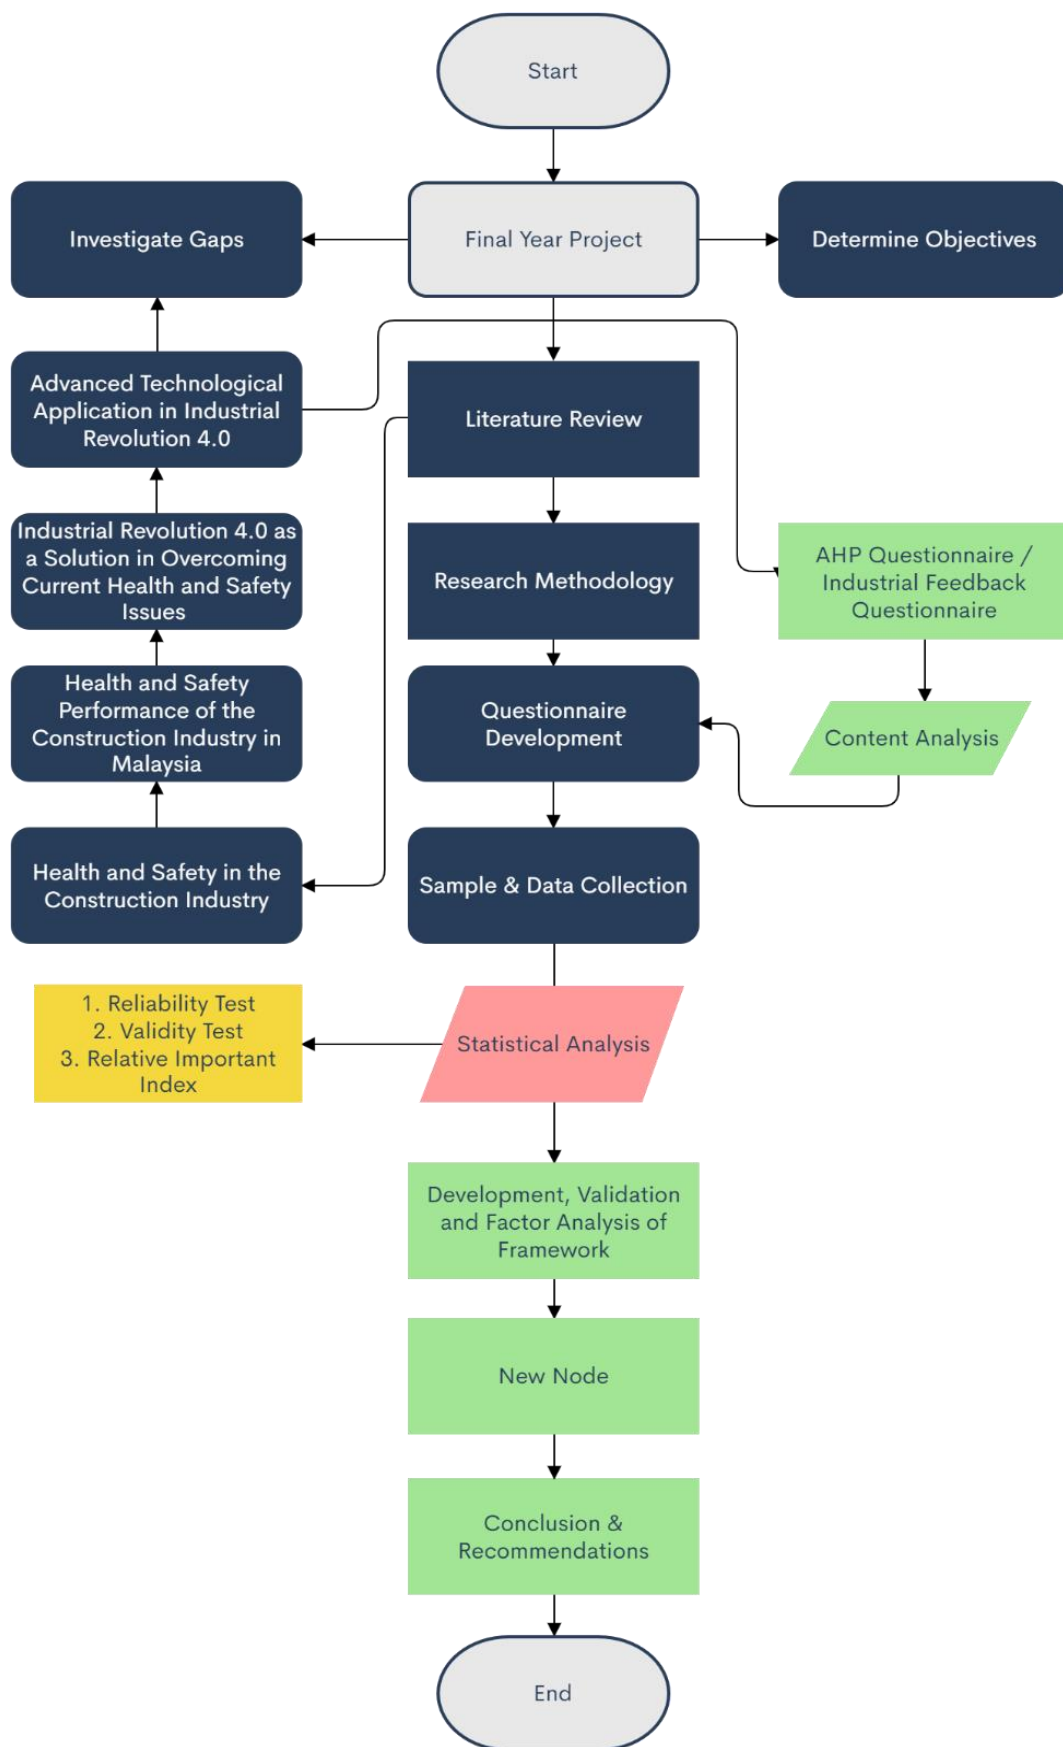 Start
Investigate Gaps
Final Year Project
Determine Objectives
Advanced Technological
Application in Industrial
Revolution 4.0
Literature Review
Industrial Revolution 4.0 as
a Solution in Overcoming
Current Health and Safety
Issues
Research Methodology
AHP Questionnaire /
Industrial Feedback
Questionnaire
Health and Safety
Performance of the
Construction Industry in
Malaysia
Questionnaire
Development
Content Analysis
Health and Safety in the
Construction Industry
Sample & Data Collection
1. Reliability Test
2. Validity Test
3. Relative Important
Index
Statistical Analysis
Development, Validation
and Factor Analysis of
Framework
New Node
Conclusion &
Recommendations
End